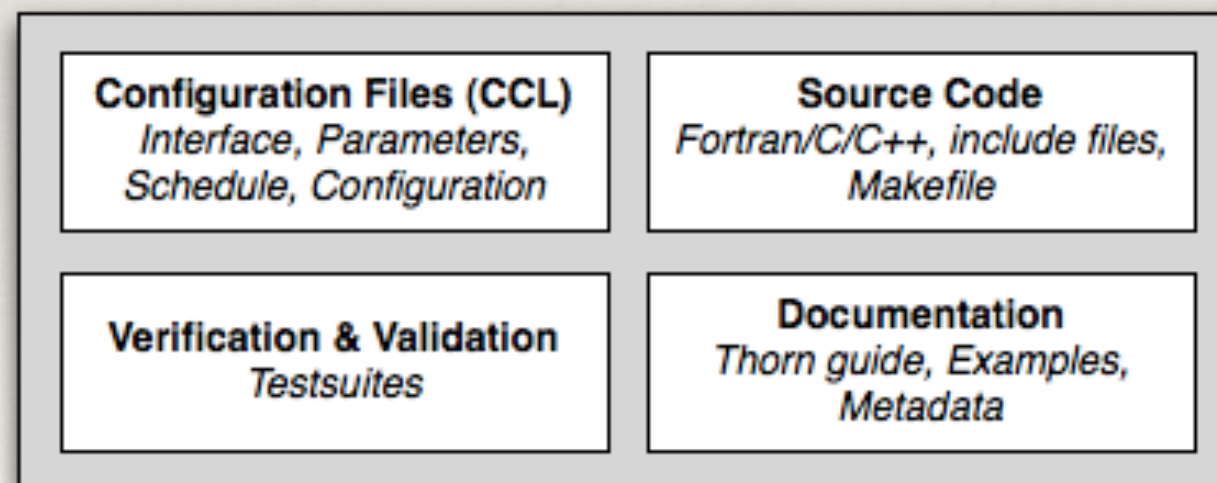 Configuration Files (CCL)
Interface, Parameters,
Schedule, Configuration
Source Code
Fortran/C/C++, include files,
Makefile
Verification & Validation
Testsuites
Documentation
Thorn guide, Examples,
Metadata